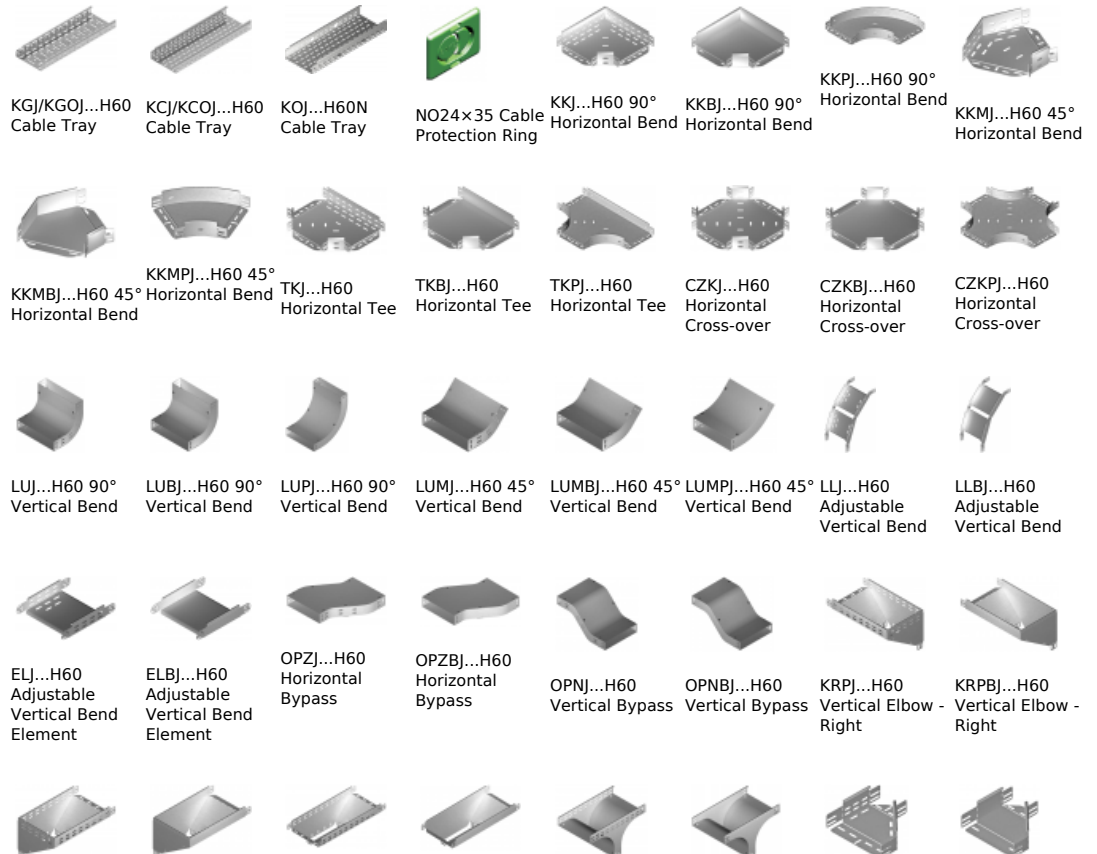 KGJ/KGOJ...H60
Cable Tray
KCJ/KCOJ...H60
Cable Tray
KOJ...H60N
Cable Tray
NO24×35 Cable
Protection Ring
KKJ...H60 90°
Horizontal Bend
KKBJ...H60 90°
Horizontal Bend
KKPJ...H60 90°
Horizontal Bend
KKMJ...H60 45°
Horizontal Bend
KKMBJ...H60 45°
Horizontal Bend
KKMPJ...H60 45°
Horizontal Bend
TKJ...H60
Horizontal Tee
TKBJ...H60
Horizontal Tee
TKPJ...H60
Horizontal Tee
CZKJ...H60
Horizontal
Cross-over
CZKBJ...H60
Horizontal
Cross-over
CZKPJ...H60
Horizontal
Cross-over
LUJ...H60 90°
Vertical Bend
LUBJ...H60 90°
Vertical Bend
LUPJ...H60 90°
Vertical Bend
LUMJ...H60 45°
Vertical Bend
LUMBJ...H60 45°
Vertical Bend
LUMPJ...H60 45°
Vertical Bend
LLJ...H60
Adjustable
Vertical Bend
LLBJ...H60
Adjustable
Vertical Bend
ELJ...H60
Adjustable
Vertical Bend
Element
ELBJ...H60
Adjustable
Vertical Bend
Element
OPZJ...H60
Horizontal
Bypass
OPZBJ...H60
Horizontal
Bypass
OPNJ...H60
Vertical Bypass
OPNBJ...H60
Vertical Bypass
KRPJ...H60
Vertical Elbow -
Right
KRPBJ...H60
Vertical Elbow -
Right